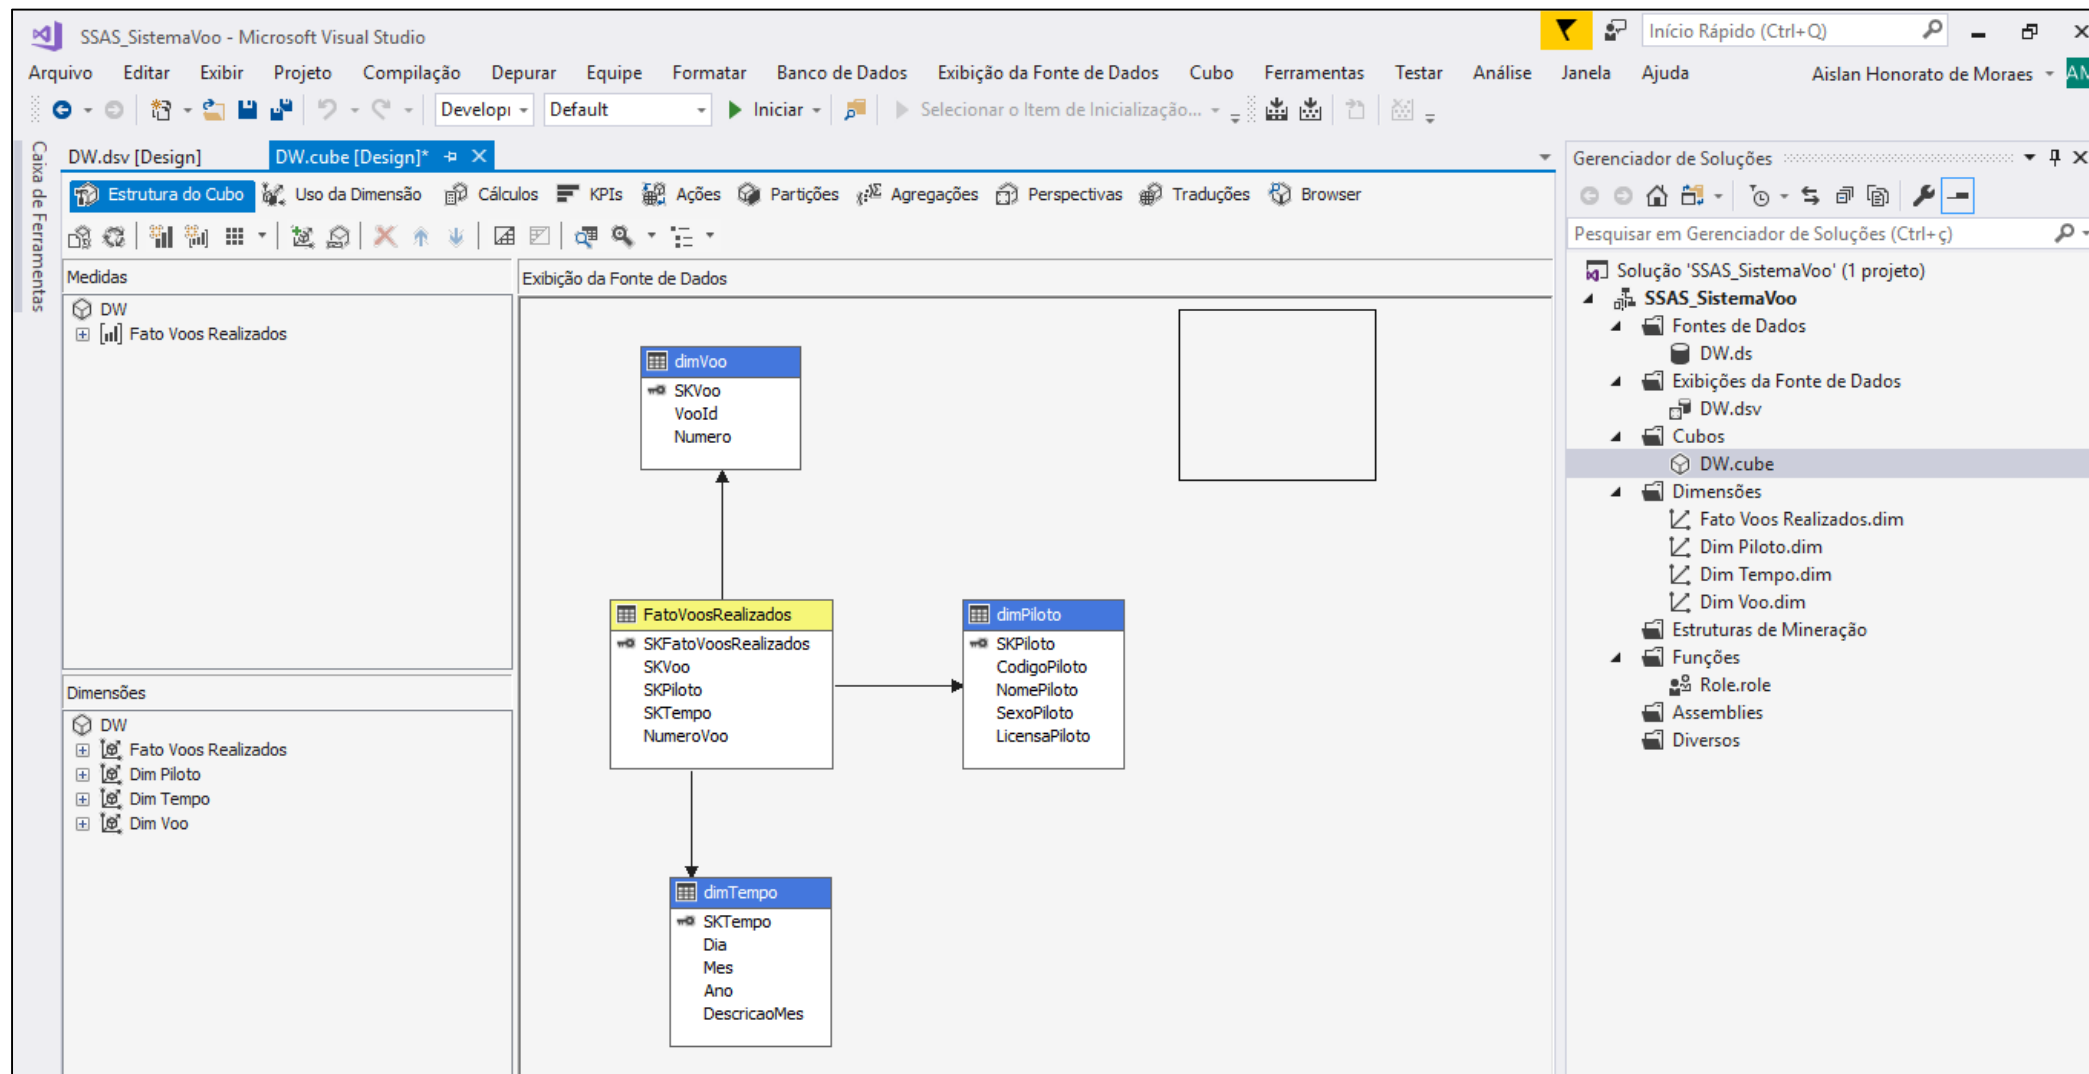 SSAS_SistemaVoo - Microsoft Visual Studio
Início Rápido (Ctrl+Q)
Arquivo Editar Exibir Projeto Compilação Depurar Equipe Formatar Banco de Dados Exibição da Fonte de Dados Cubo Ferramentas Testar Análise Janela Ajuda Aislan Honorato de Moraes AM
Develop Default Iniciar Selecionar o Item de Inicialização...
Caixa de Ferramentas
DW.dsv [Design] DW.cube [Design]*
Estrutura do Cubo Uso da Dimensão Cálculos KPIs Ações Partições Agregações Perspectivas Traduções Browser
Medidas
DW
Fato Voos Realizados
Dimensões
DW
Fato Voos Realizados
Dim Piloto
Dim Tempo
Dim Voo
Exibição da Fonte de Dados
dimVoo
SKVoo
VooId
Numero
FatoVoosRealizados
SKFatoVoosRealizados
SKVoo
SKPiloto
SKTempo
NumeroVoo
dimPiloto
SKPiloto
CodigoPiloto
NomePiloto
SexoPiloto
LicensaPiloto
dimTempo
SKTempo
Dia
Mes
Ano
DescricaoMes
Gerenciador de Soluções
Pesquisar em Gerenciador de Soluções (Ctrl+ç)
Solução 'SSAS_SistemaVoo' (1 projeto)
SSAS_SistemaVoo
Fontes de Dados
DW.ds
Exibições da Fonte de Dados
DW.dsv
Cubos
DW.cube
Dimensões
Fato Voos Realizados.dim
Dim Piloto.dim
Dim Tempo.dim
Dim Voo.dim
Estruturas de Mineração
Funções
Role.role
Assemblies
Diversos